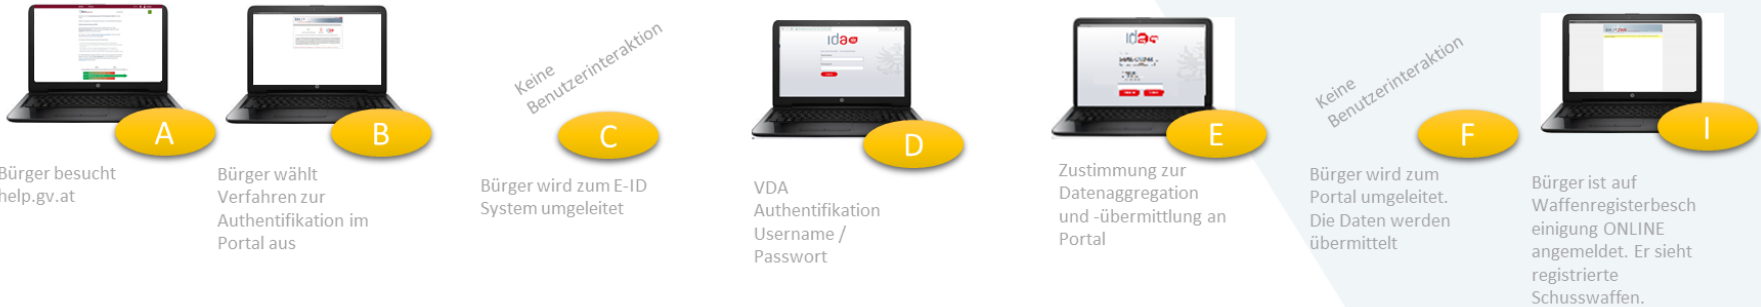 A
Bürger besucht
help.gv.at
B
Bürger wählt
Verfahren zur
Authentifikation im
Portal aus
Keine
Benutzerinteraktion
C
Bürger wird zum E-ID
System umgeleitet
ida
D
VDA
Authentifikation
Username /
Passwort
ida
E
Zustimmung zur
Datenaggregation
und -übermittlung an
Portal
Keine
Benutzerinteraktion
F
Bürger wird zum
Portal umgeleitet.
Die Daten werden
übermittelt
I
Bürger ist auf
Waffenregisterbesch
einigung ONLINE
angemeldet. Er sieht
registrierte
Schusswaffen.